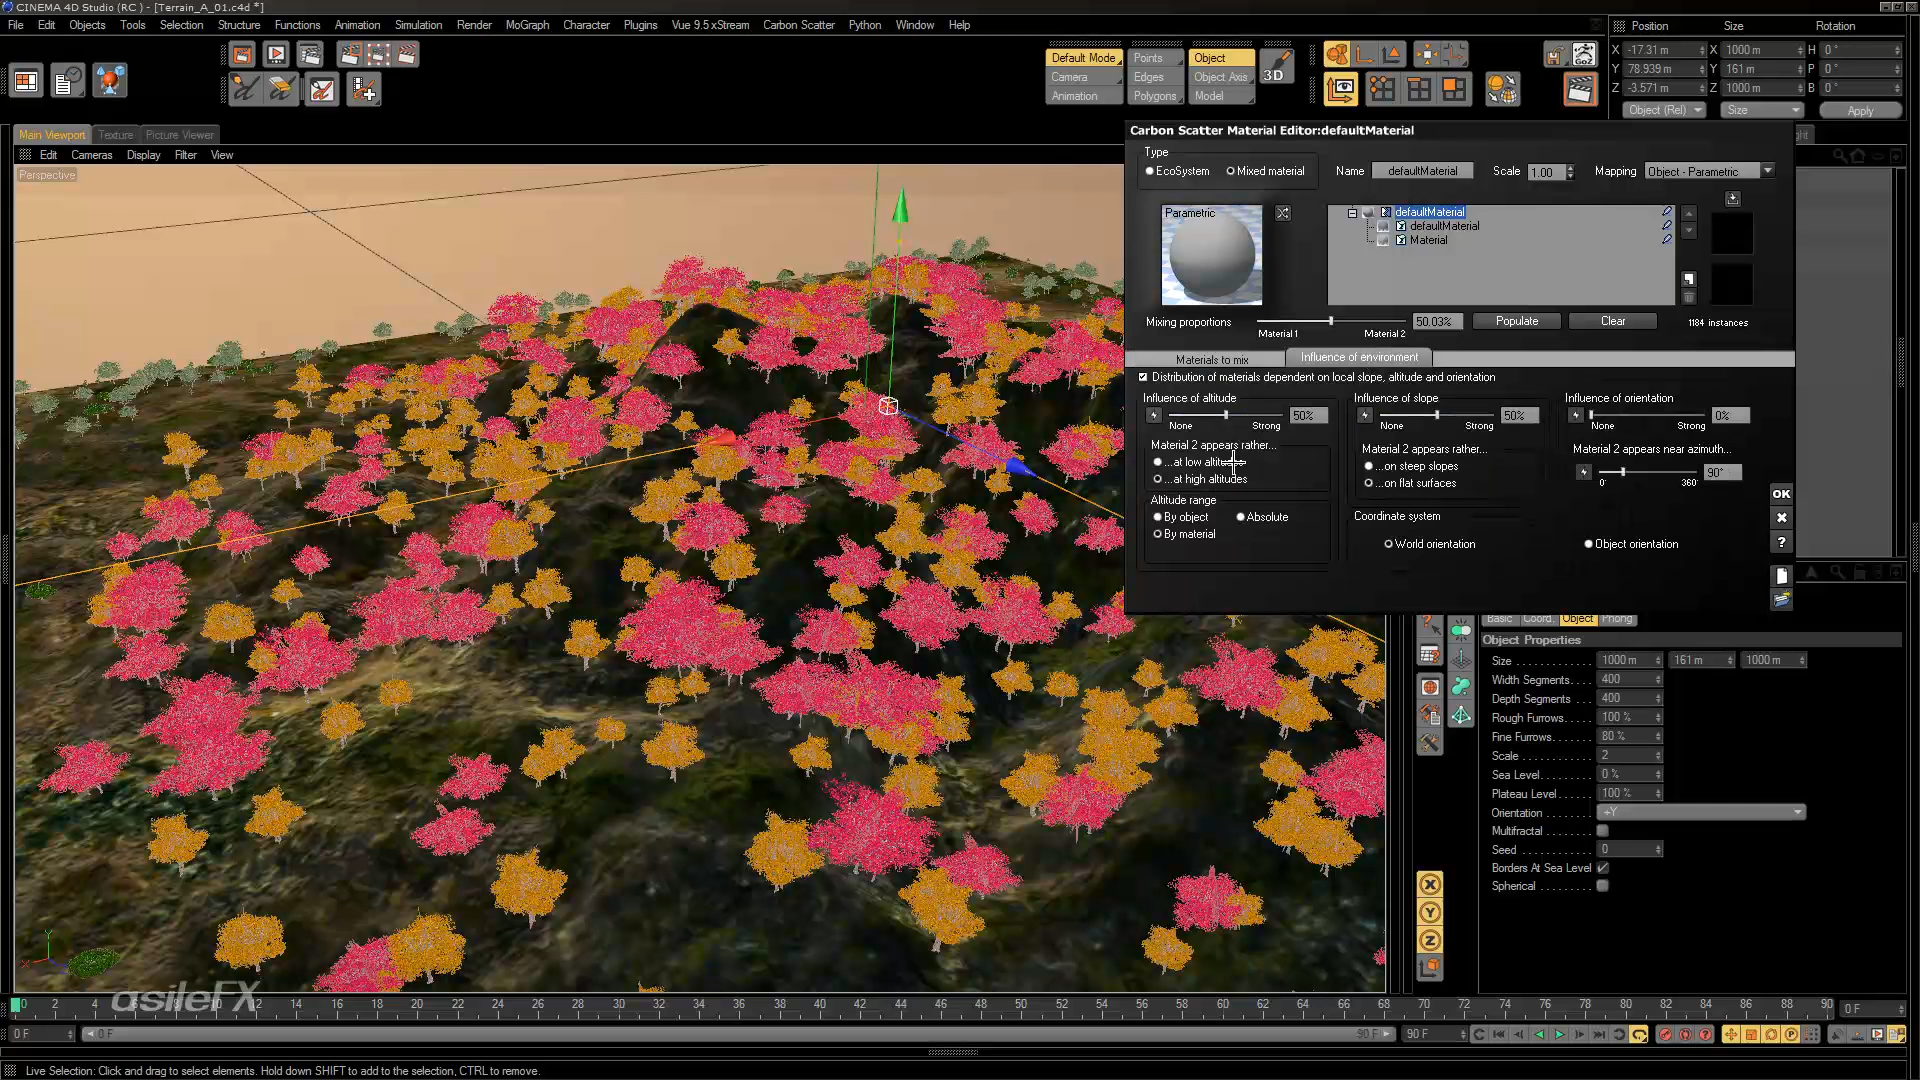 CINEMA 4D Studio (RC ) - [Terrain_A_01.c4d *]
File Edit Objects Tools Selection Structure Functions Animation Simulation Render MoGraph Character Plugins Vue 9.5 xStream Carbon Scatter Python Window Help
Position Size Rotation
X -17.31 m X 1000 m H 0 °
Y 78.939 m Y 161 m P 0 °
Z -3.571 m Z 1000 m B 0 °
Object (Rel) Size Apply
Default Mode Points Object
Camera Edges Object Axis
Animation Polygons Model
3D
GoZ
Main Viewport Texture Picture Viewer
Edit Cameras Display Filter View
Perspective
Carbon Scatter Material Editor:defaultMaterial
Type
EcoSystem Mixed material Name defaultMaterial Scale 1.00 Mapping Object - Parametric
Parametric
defaultMaterial
defaultMaterial
Material
Mixing proportions 50.03% Populate Clear 1184 instances
Material 1 Material 2
Materials to mix Influence of environment
Distribution of materials dependent on local slope, altitude and orientation
Influence of altitude Influence of slope Influence of orientation
50% 50% 0%
None Strong None Strong None Strong
Material 2 appears rather... Material 2 appears rather... Material 2 appears near azimuth...
...at low altitudes ...on steep slopes 90°
...at high altitudes ...on flat surfaces 0° 360°
Altitude range
By object Absolute Coordinate system
By material World orientation Object orientation
OK
?
Basic Coord. Object Phong
Object Properties
Size 1000 m 161 m 1000 m
Width Segments 400
Depth Segments 400
Rough Furrows 100 %
Fine Furrows 80 %
Scale 2
Sea Level 0 %
Plateau Level 100 %
Orientation +Y
Multifractal
Seed 0
Borders At Sea Level
Spherical
X
Y
Z
asileFX
0 2 4 6 8 10 12 14 16 18 20 22 24 26 28 30 32 34 36 38 40 42 44 46 48 50 52 54 56 58 60 62 64 66 68 70 72 74 76 78 80 82 84 86 88 90 0 F
0 F 0 F 90 F 90 F
Live Selection: Click and drag to select elements. Hold down SHIFT to add to the selection, CTRL to remove.